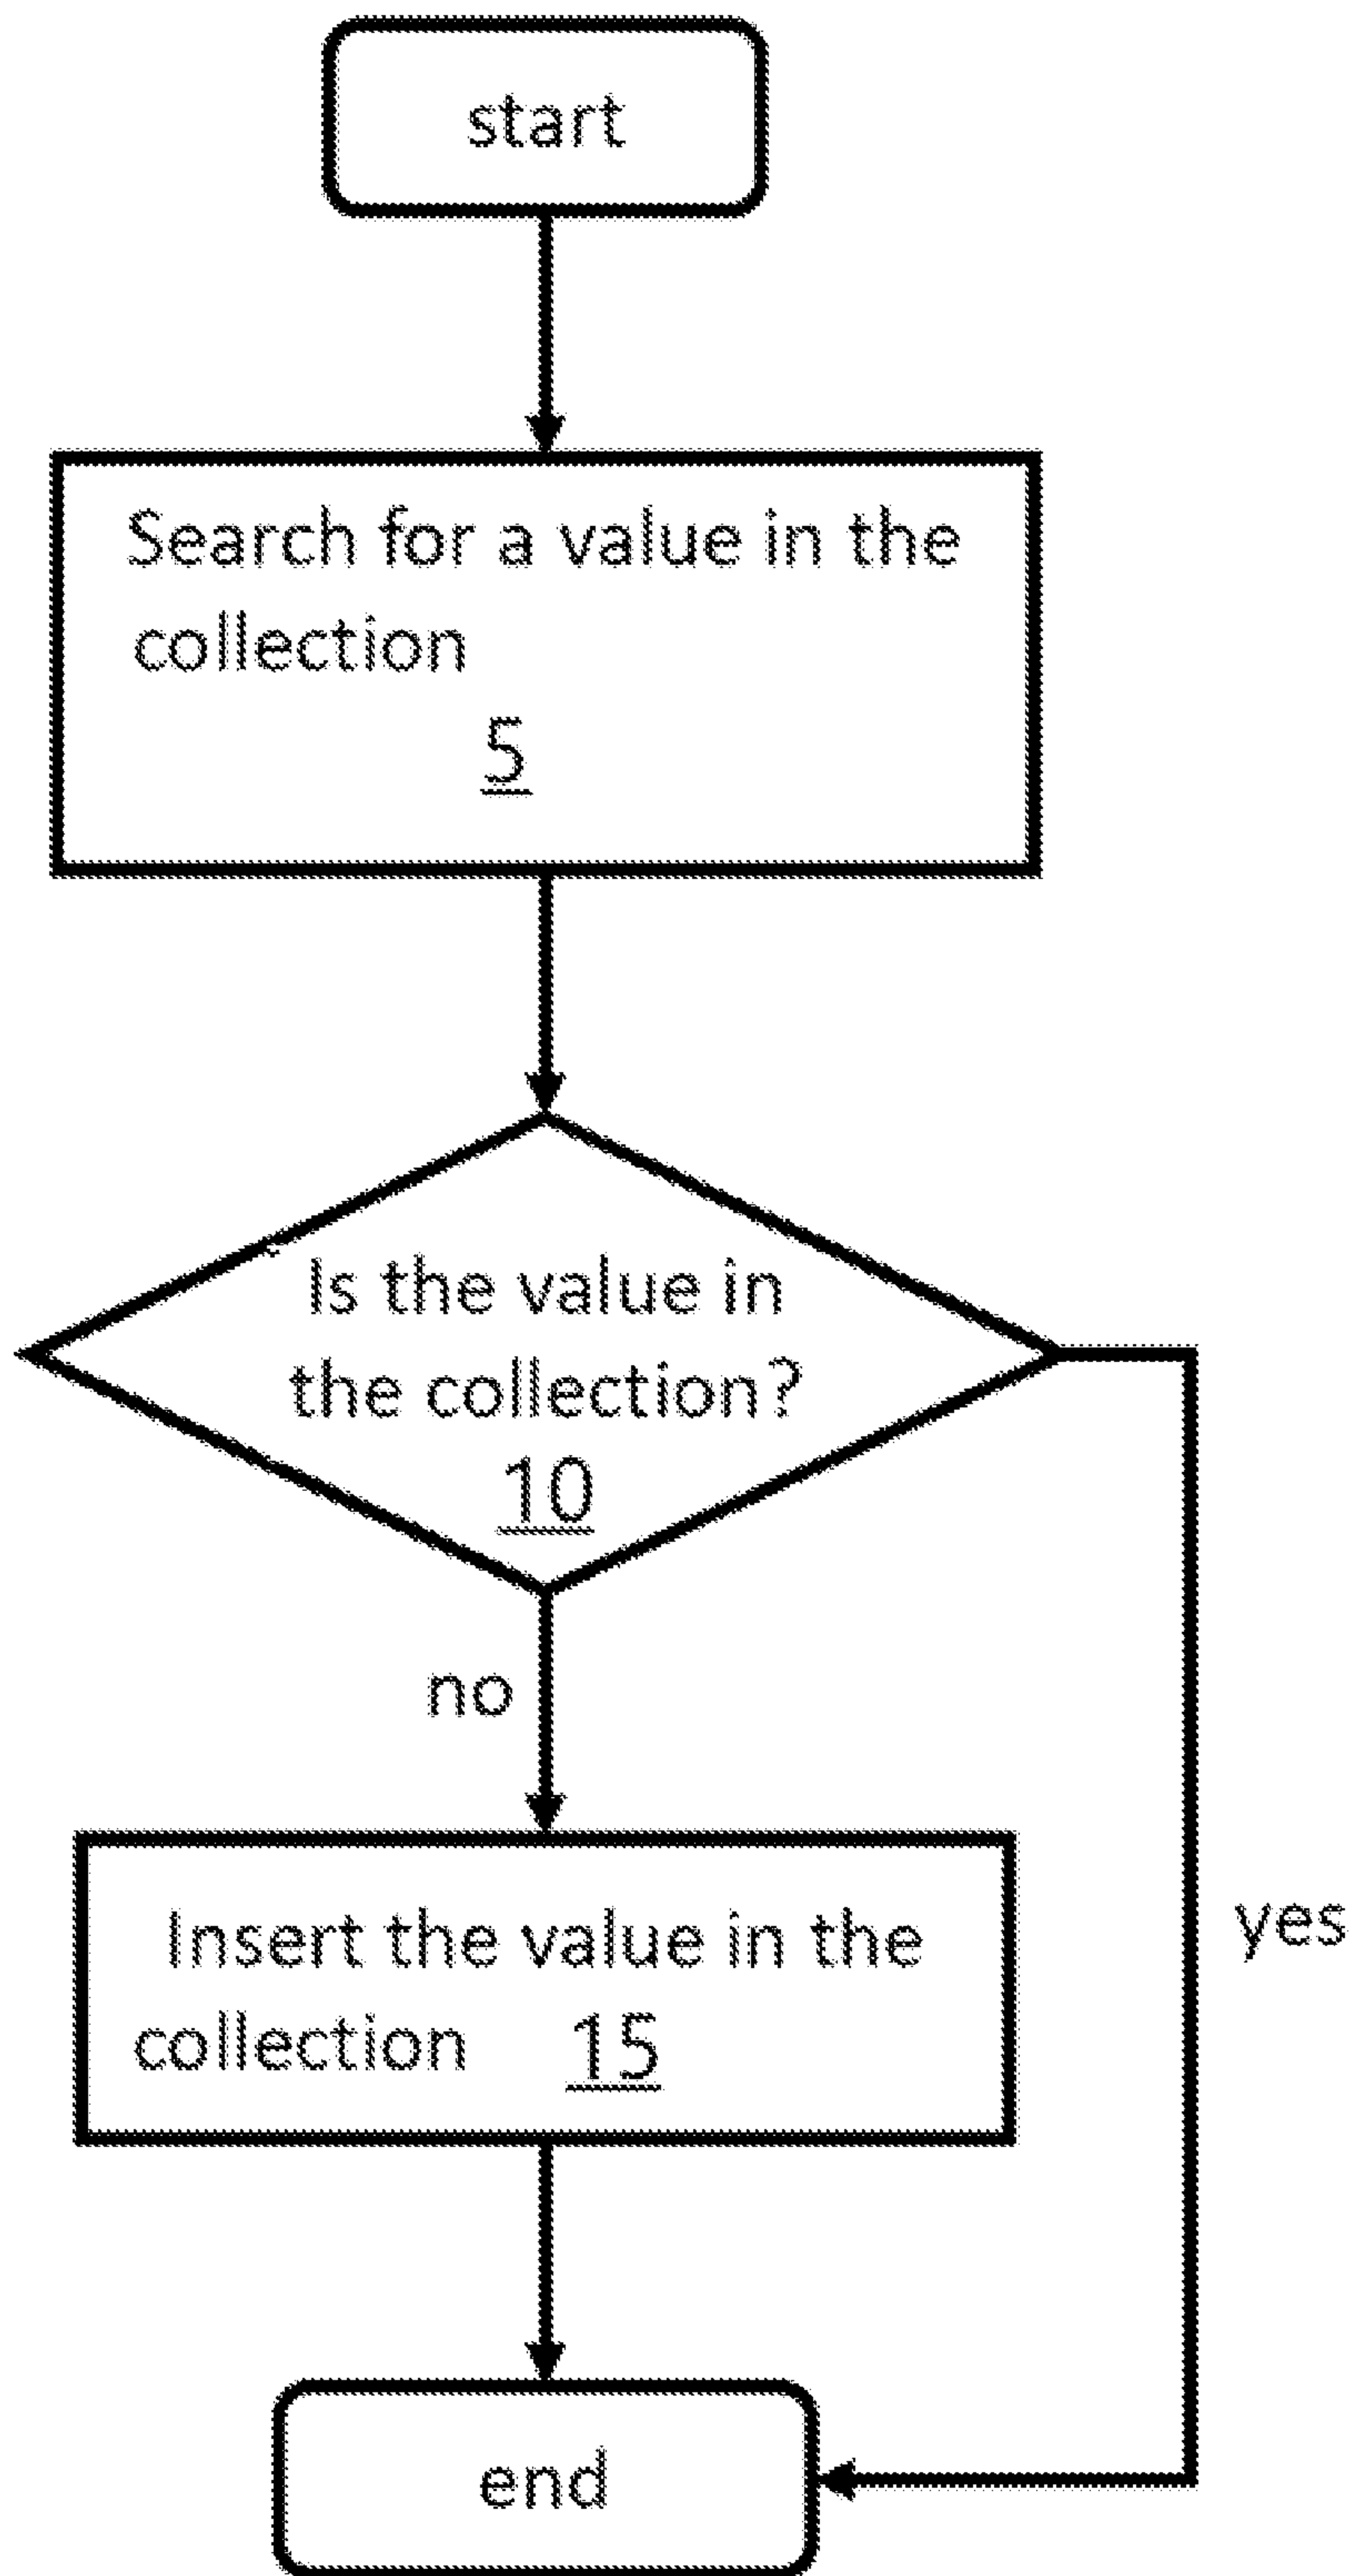 start
Search for a value in the
collection
5
Is the value in
the collection?
10
no
Insert the value in the
collection 15
yes
end